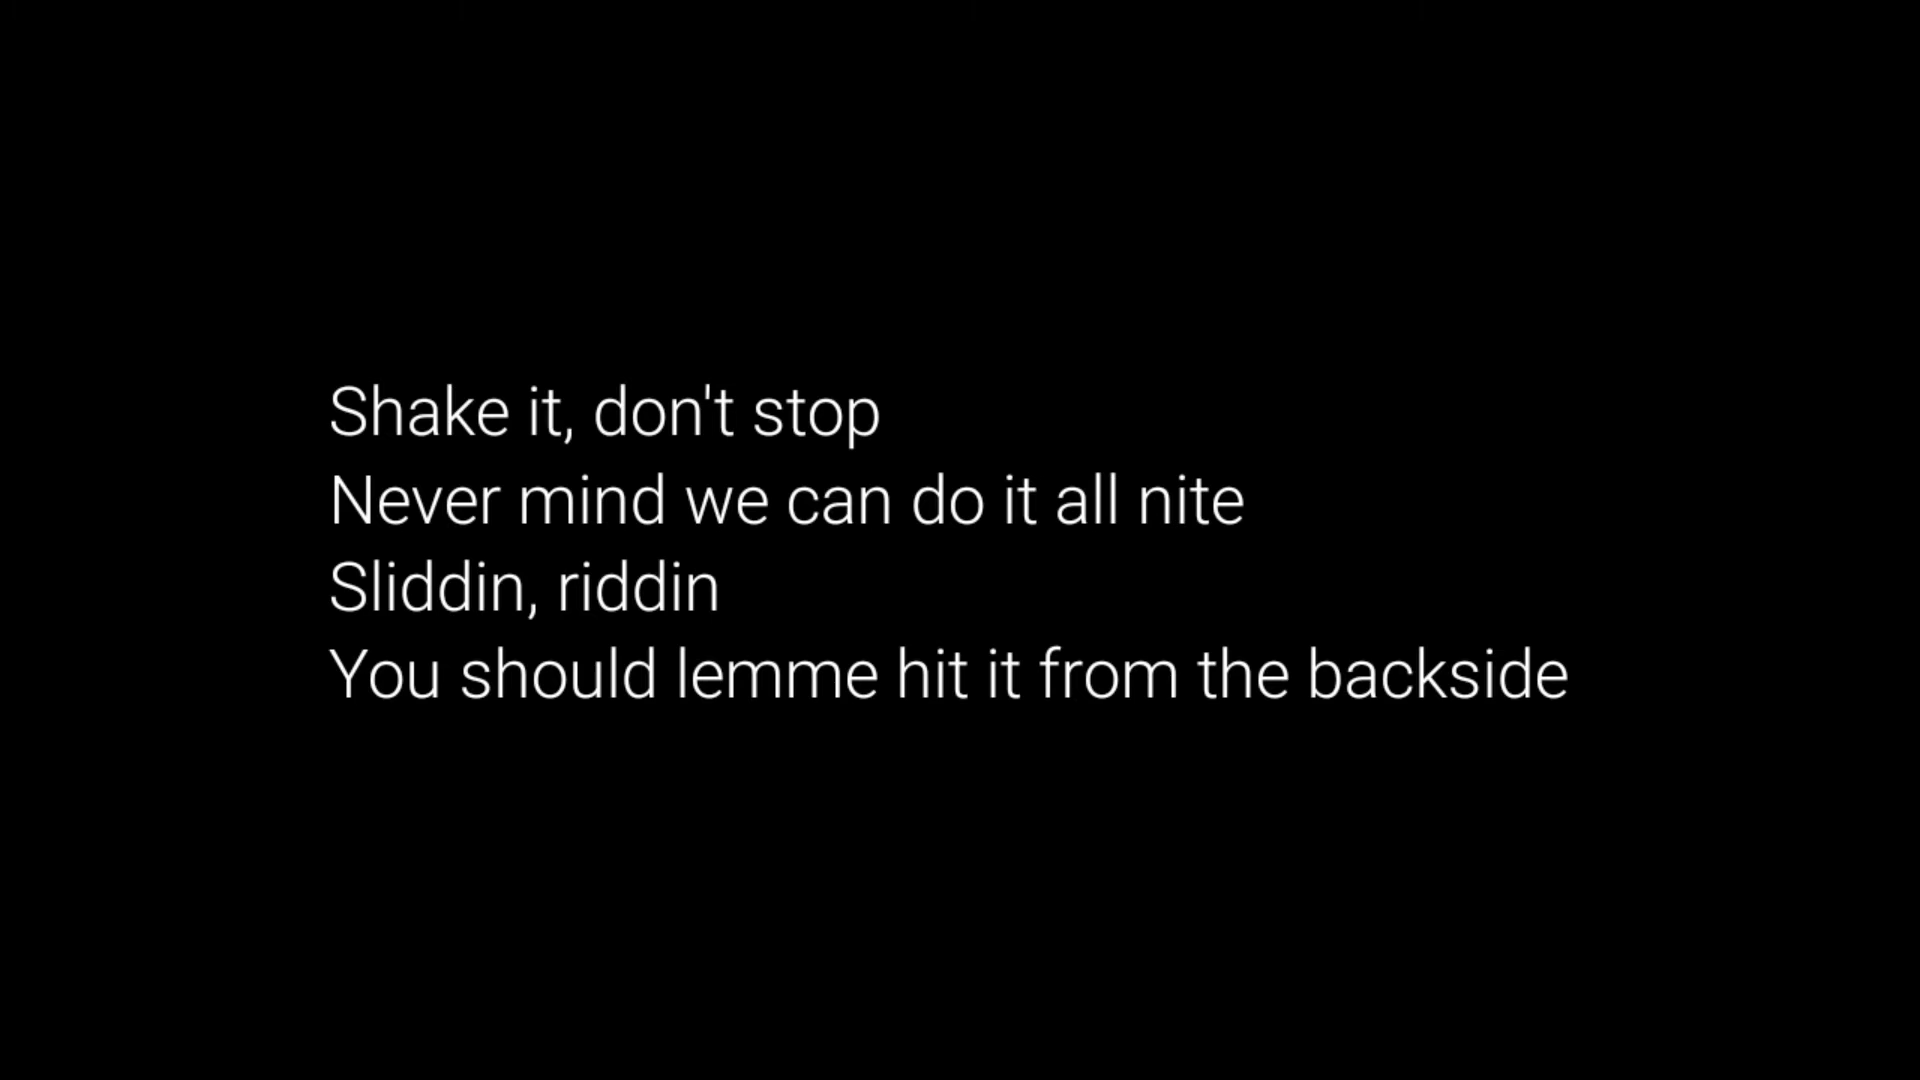 Shake it, don't stop
Never mind we can do it all nite
Sliddin, riddin
You should lemme hit it from the backside